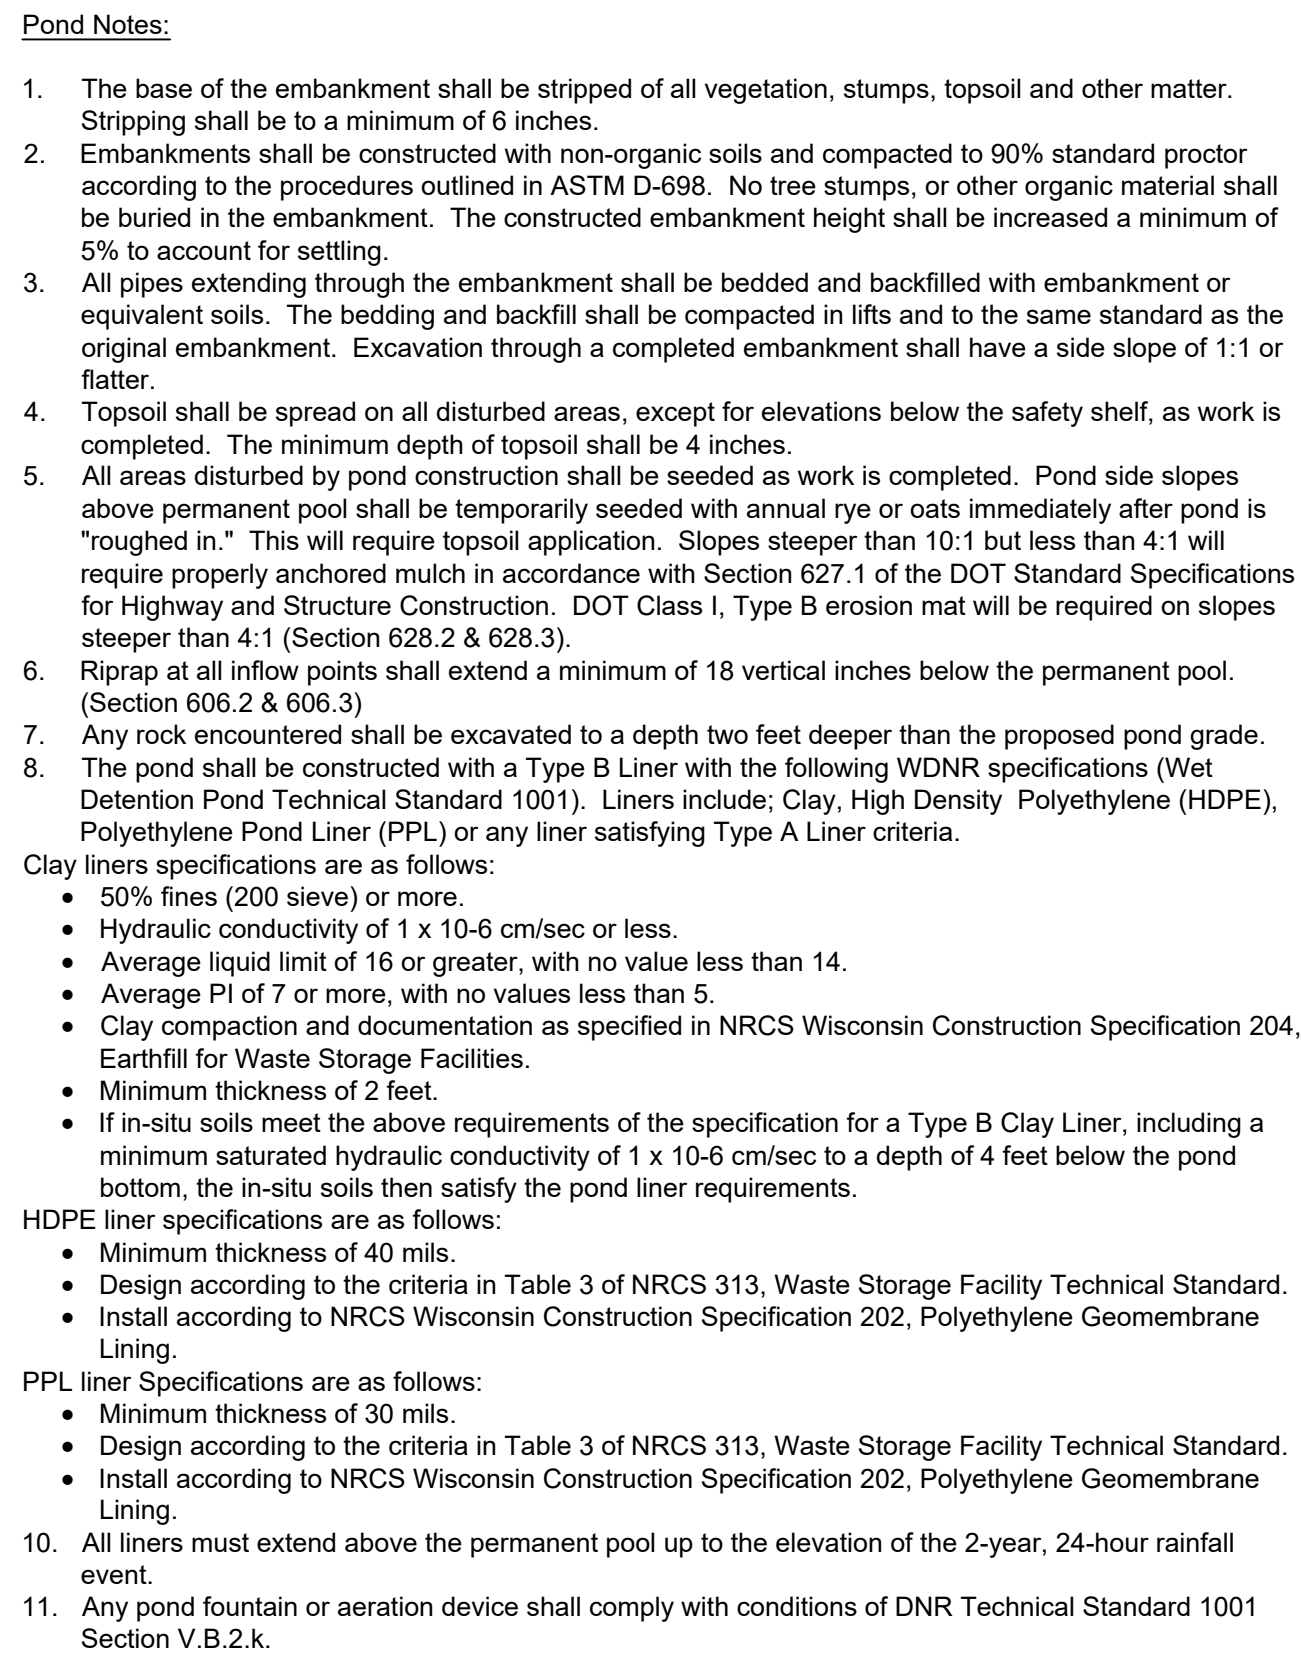 Pond Notes:
1. The base of the embankment shall be stripped of all vegetation, stumps, topsoil and other matter.
Stripping shall be to a minimum of 6 inches.
2. Embankments shall be constructed with non-organic soils and compacted to 90% standard proctor
according to the procedures outlined in ASTM D-698. No tree stumps, or other organic material shall
be buried in the embankment. The constructed embankment height shall be increased a minimum of
5% to account for settling.
3. All pipes extending through the embankment shall be bedded and backfilled with embankment or
equivalent soils. The bedding and backfill shall be compacted in lifts and to the same standard as the
original embankment. Excavation through a completed embankment shall have a side slope of 1:1 or
flatter.
4. Topsoil shall be spread on all disturbed areas, except for elevations below the safety shelf, as work is
completed. The minimum depth of topsoil shall be 4 inches.
5. All areas disturbed by pond construction shall be seeded as work is completed. Pond side slopes
above permanent pool shall be temporarily seeded with annual rye or oats immediately after pond is
"roughed in." This will require topsoil application. Slopes steeper than 10:1 but less than 4:1 will
require properly anchored mulch in accordance with Section 627.1 of the DOT Standard Specifications
for Highway and Structure Construction. DOT Class I, Type B erosion mat will be required on slopes
steeper than 4:1 (Section 628.2 & 628.3).
6. Riprap at all inflow points shall extend a minimum of 18 vertical inches below the permanent pool.
(Section 606.2 & 606.3)
7. Any rock encountered shall be excavated to a depth two feet deeper than the proposed pond grade.
8. The pond shall be constructed with a Type B Liner with the following WDNR specifications (Wet
Detention Pond Technical Standard 1001). Liners include; Clay, High Density Polyethylene (HDPE),
Polyethylene Pond Liner (PPL) or any liner satisfying Type A Liner criteria.
Clay liners specifications are as follows:
• 50% fines (200 sieve) or more.
• Hydraulic conductivity of 1 x 10-6 cm/sec or less.
• Average liquid limit of 16 or greater, with no value less than 14.
• Average PI of 7 or more, with no values less than 5.
• Clay compaction and documentation as specified in NRCS Wisconsin Construction Specification 204,
Earthfill for Waste Storage Facilities.
• Minimum thickness of 2 feet.
• If in-situ soils meet the above requirements of the specification for a Type B Clay Liner, including a
minimum saturated hydraulic conductivity of 1 x 10-6 cm/sec to a depth of 4 feet below the pond
bottom, the in-situ soils then satisfy the pond liner requirements.
HDPE liner specifications are as follows:
• Minimum thickness of 40 mils.
• Design according to the criteria in Table 3 of NRCS 313, Waste Storage Facility Technical Standard.
• Install according to NRCS Wisconsin Construction Specification 202, Polyethylene Geomembrane
Lining.
PPL liner Specifications are as follows:
• Minimum thickness of 30 mils.
• Design according to the criteria in Table 3 of NRCS 313, Waste Storage Facility Technical Standard.
• Install according to NRCS Wisconsin Construction Specification 202, Polyethylene Geomembrane
Lining.
10. All liners must extend above the permanent pool up to the elevation of the 2-year, 24-hour rainfall
event.
11. Any pond fountain or aeration device shall comply with conditions of DNR Technical Standard 1001
Section V.B.2.k.